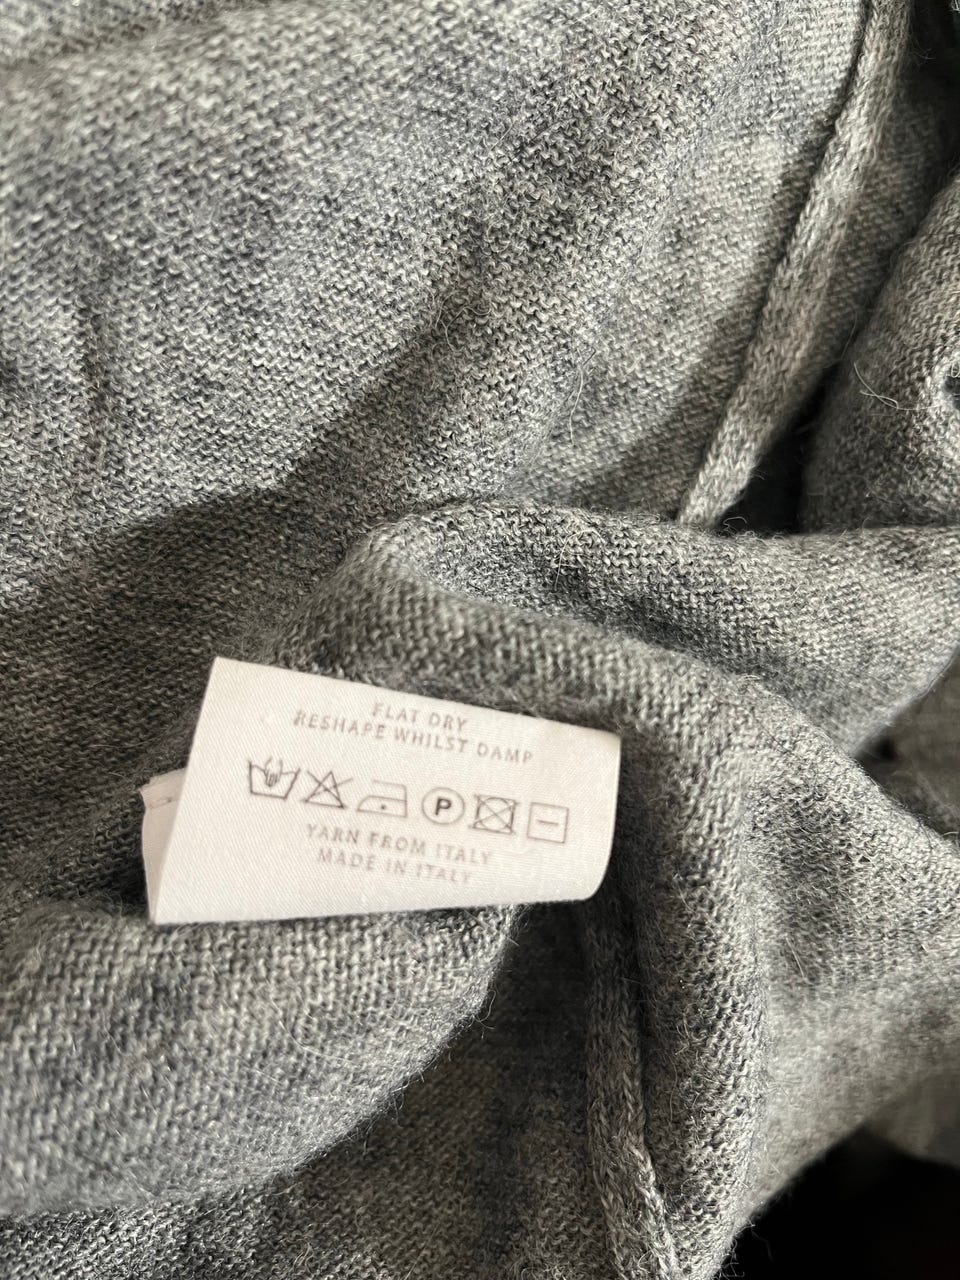 FLAT DRY
RESHAPE WHILST DAMP
P
YARN FROM ITALY
MADE IN ITALY